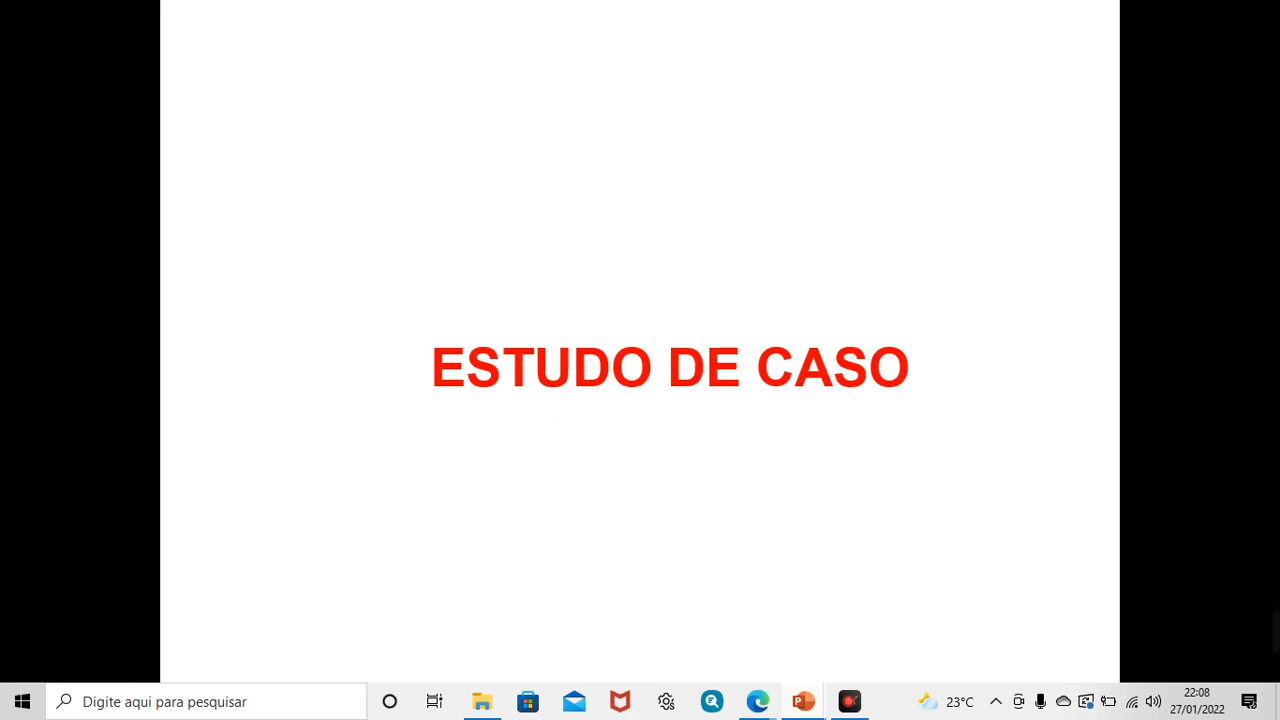 ESTUDO DE CASO
Digite aqui para pesquisar
23°C
22:08
27/01/2022